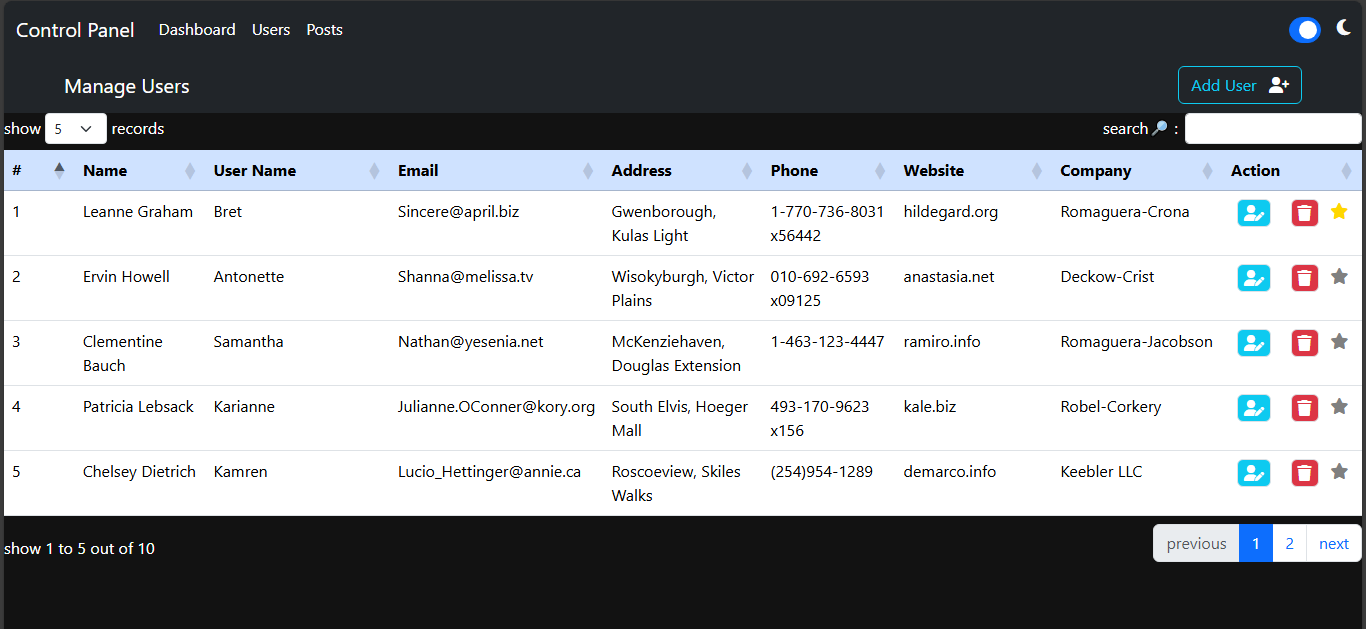 Control Panel Dashboard Users Posts
Manage Users Add User
show 5 records search🔎 :
# Name User Name Email Address Phone Website Company Action
1 Leanne Graham Bret Sincere@april.biz Gwenborough, 1-770-736-8031 hildegard.org Romaguera-Crona
Kulas Light x56442
2 Ervin Howell Antonette Shanna@melissa.tv Wisokyburgh, Victor 010-692-6593 anastasia.net Deckow-Crist
Plains x09125
3 Clementine Samantha Nathan@yesenia.net McKenziehaven, 1-463-123-4447 ramiro.info Romaguera-Jacobson
Bauch Douglas Extension
4 Patricia Lebsack Karianne Julianne.OConner@kory.org South Elvis, Hoeger 493-170-9623 kale.biz Robel-Corkery
Mall x156
5 Chelsey Dietrich Kamren Lucio_Hettinger@annie.ca Roscoeview, Skiles (254)954-1289 demarco.info Keebler LLC
Walks
show 1 to 5 out of 10 previous 1 2 next